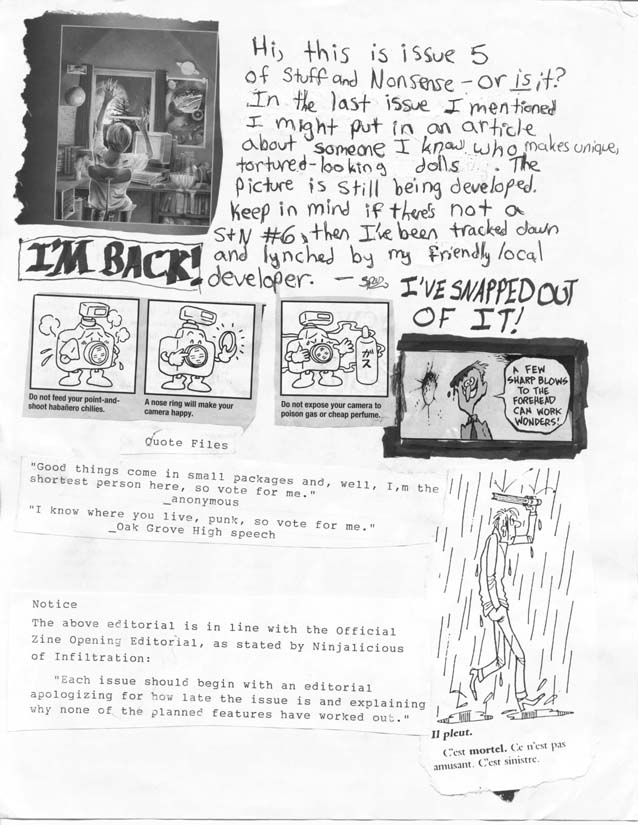 Hi, this is issue 5
of Stuff and Nonsense - or is it?
In the last issue I mentioned
I might put in an article
about someone I know who makes unique,
tortured-looking dolls.. The
picture is still being developed.
Keep in mind if there's not a
S+N #6, then I've been tracked down
and lynched by my friendly local
developer. -
I'M BACK!
I'VE SNAPPED OUT
OF IT!
Do not feed your point-and-
shoot habañero chilies.
A nose ring will make your
camera happy.
ガス
Do not expose your camera to
poison gas or cheap perfume.
A FEW
SHARP BLOWS
TO THE
FOREHEAD
CAN WORK
WONDERS!
Quote Files
"Good things come in small packages and, well, I,m the
shortest person here, so vote for me."
_anonymous
"I know where you live, punk, so vote for me."
_Oak Grove High speech
Notice
The above editorial is in line with the Official
Zine Opening Editorial, as stated by Ninjalicious
of Infiltration:
"Each issue should begin with an editorial
apologizing for how late the issue is and explaining
why none of the planned features have worked out."
Il pleut.
C'est mortel. Ce n'est pas
amusant. C'est sinistre.